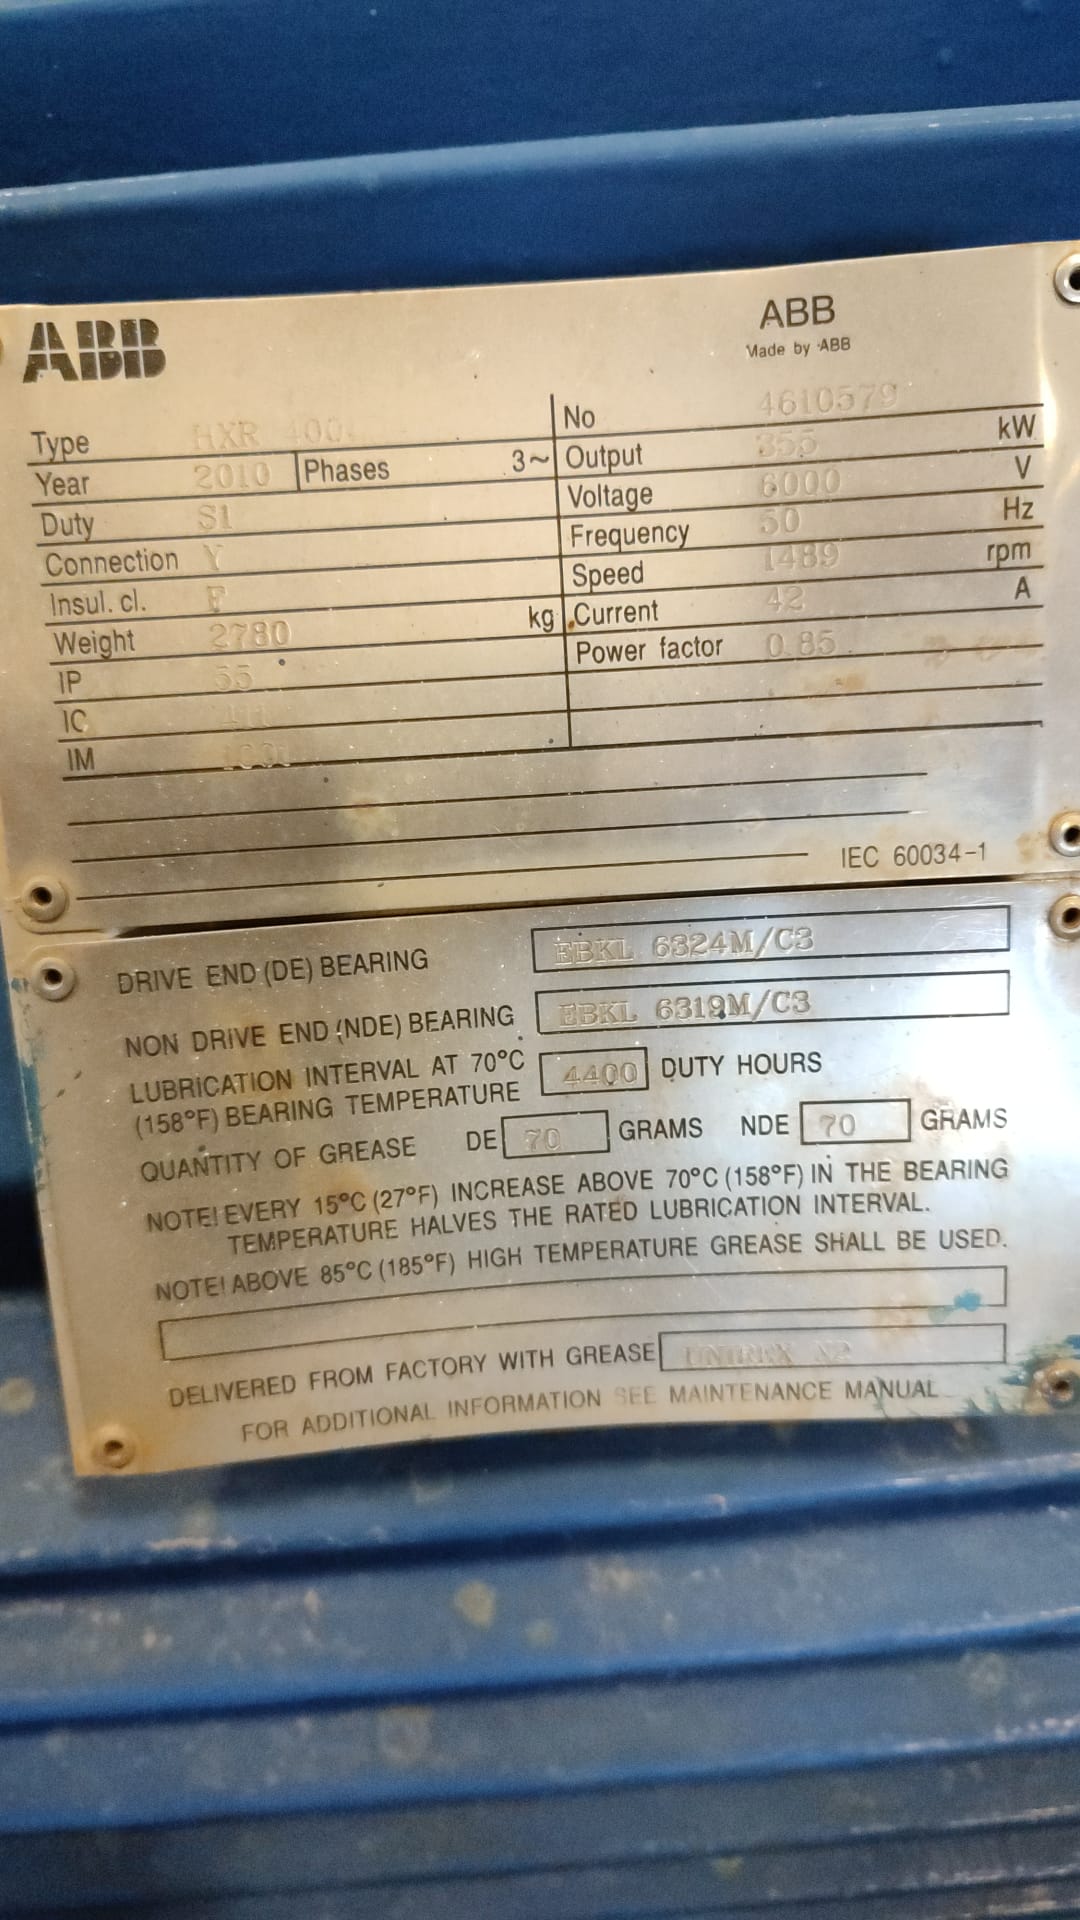 ABB
ABB
Made by ABB
Type HXR 400
No 4610579
Year 2010 Phases 3~
Output 355 kW
Duty S1
Voltage 6000 V
Connection Y
Frequency 50 Hz
Insul. cl. F
Speed 1489 rpm
Weight 2780 kg
Current 42 A
IP 55
Power factor 0.85
IC
IM
IEC 60034-1
DRIVE END (DE) BEARING EBKL 6324M/C3
NON DRIVE END (NDE) BEARING EBKL 6319M/C3
LUBRICATION INTERVAL AT 70°C
(158°F) BEARING TEMPERATURE 4400 DUTY HOURS
QUANTITY OF GREASE DE 70 GRAMS NDE 70 GRAMS
NOTE! EVERY 15°C (27°F) INCREASE ABOVE 70°C (158°F) IN THE BEARING
TEMPERATURE HALVES THE RATED LUBRICATION INTERVAL.
NOTE! ABOVE 85°C (185°F) HIGH TEMPERATURE GREASE SHALL BE USED.
DELIVERED FROM FACTORY WITH GREASE UNIREX N2
FOR ADDITIONAL INFORMATION SEE MAINTENANCE MANUAL